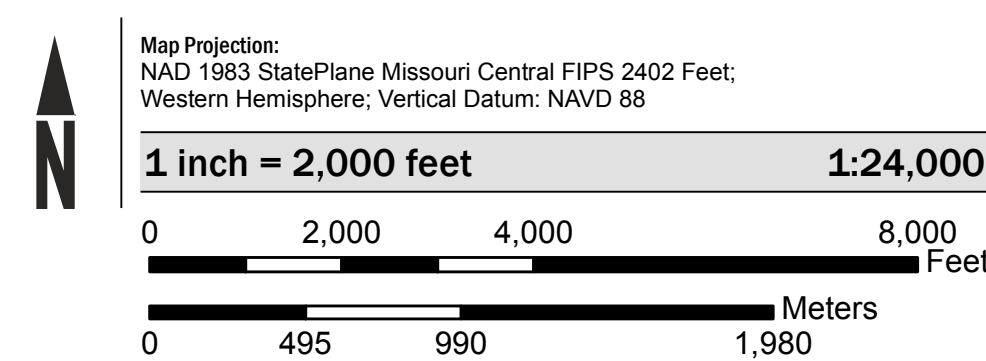 N
Map Projection:
NAD 1983 StatePlane Missouri Central FIPS 2402 Feet;
Western Hemisphere; Vertical Datum: NAVD 88
1 inch = 2,000 feet 1:24,000
0 2,000 4,000 8,000
Feet
Meters
0 495 990 1,980